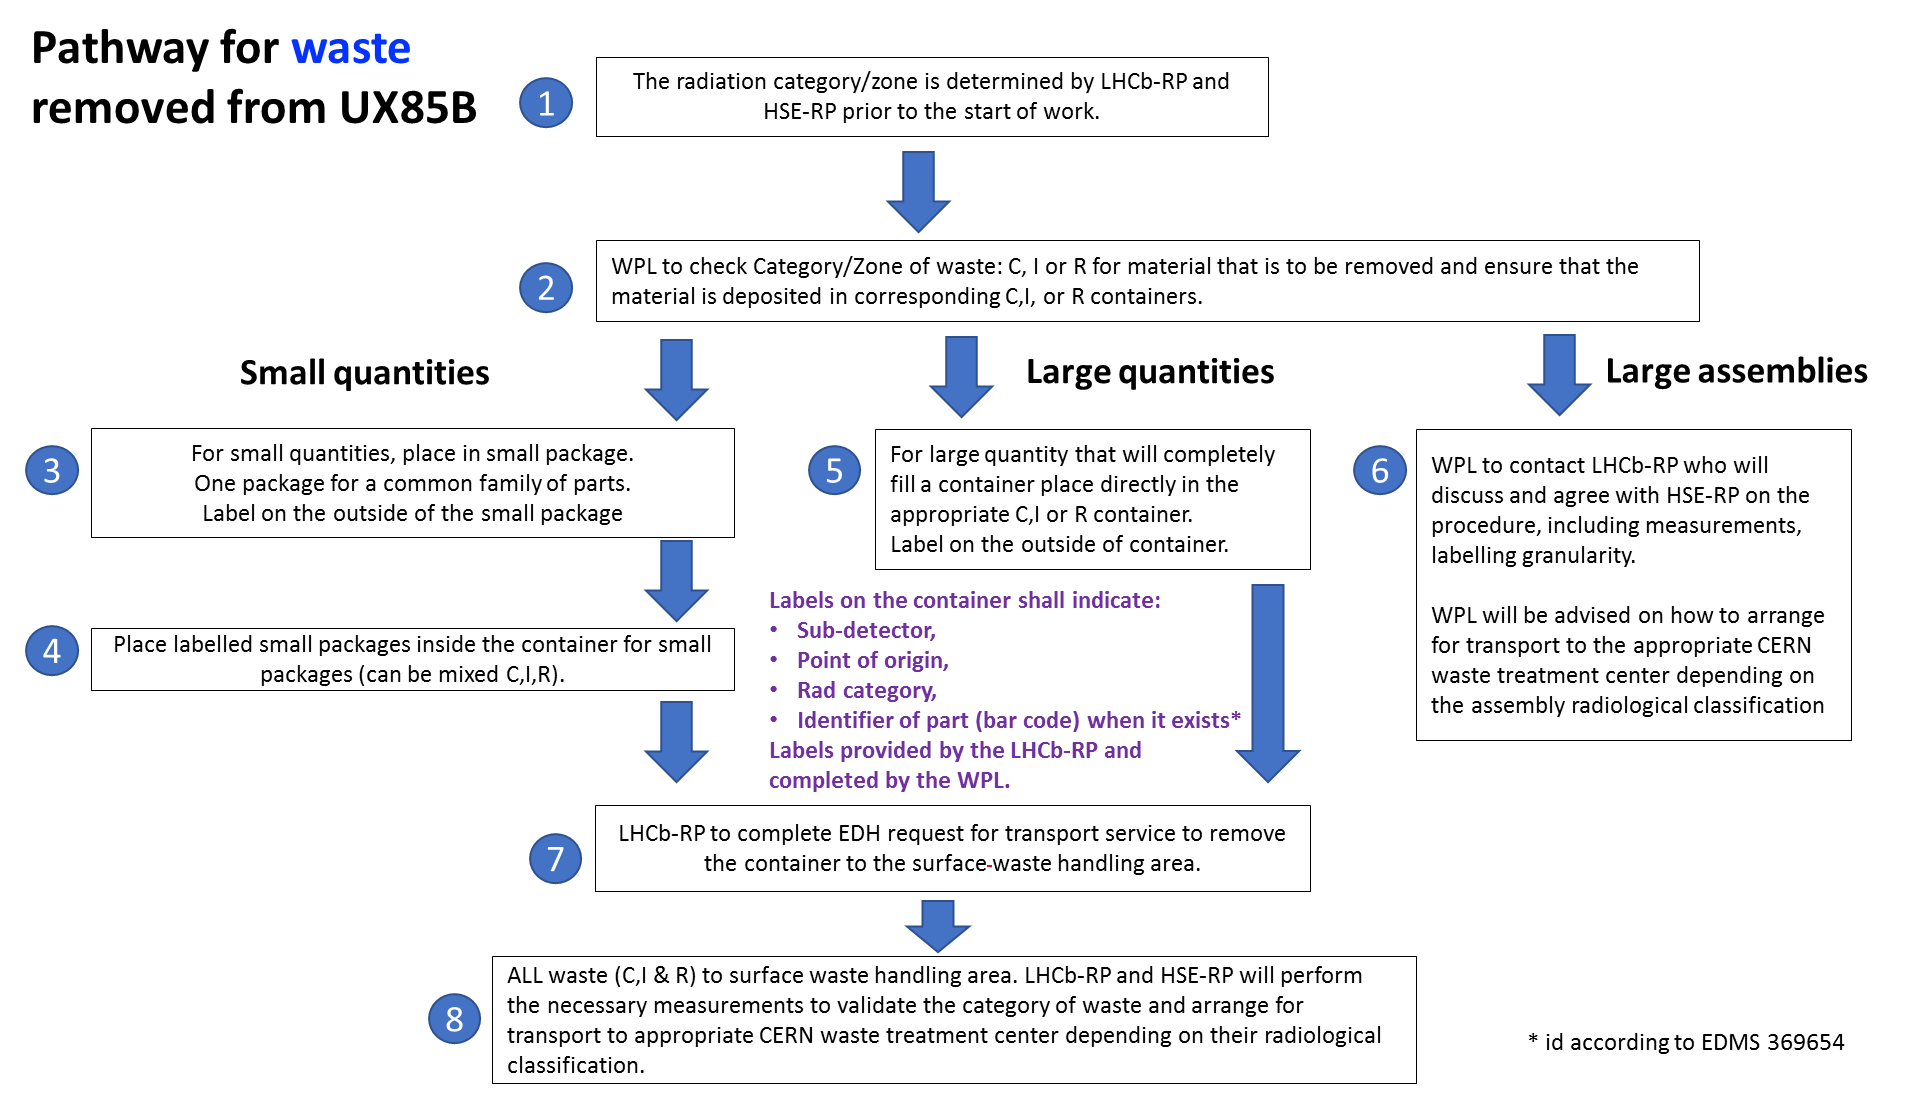 Pathway for waste
removed from UX85B
1
The radiation category/zone is determined by LHCb-RP and
HSE-RP prior to the start of work.
2
WPL to check Category/Zone of waste: C, I or R for material that is to be removed and ensure that the
material is deposited in corresponding C,I, or R containers.
Small quantities
Large quantities
Large assemblies
3
For small quantities, place in small package.
One package for a common family of parts.
Label on the outside of the small package
4
Place labelled small packages inside the container for small
packages (can be mixed C,I,R).
5
For large quantity that will completely
fill a container place directly in the
appropriate C,I or R container.
Label on the outside of container.
Labels on the container shall indicate:
• Sub-detector,
• Point of origin,
• Rad category,
• Identifier of part (bar code) when it exists*
Labels provided by the LHCb-RP and
completed by the WPL.
6
WPL to contact LHCb-RP who will
discuss and agree with HSE-RP on the
procedure, including measurements,
labelling granularity.
WPL will be advised on how to arrange
for transport to the appropriate CERN
waste treatment center depending on
the assembly radiological classification
7
LHCb-RP to complete EDH request for transport service to remove
the container to the surface-waste handling area.
8
ALL waste (C,I & R) to surface waste handling area. LHCb-RP and HSE-RP will perform
the necessary measurements to validate the category of waste and arrange for
transport to appropriate CERN waste treatment center depending on their radiological
classification.
* id according to EDMS 369654